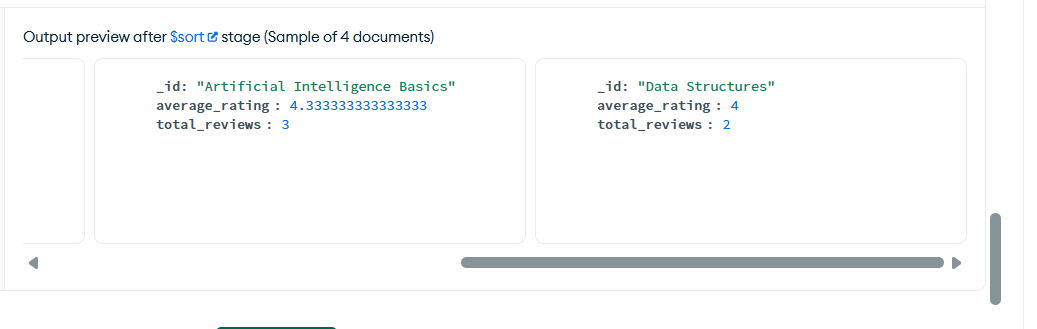 Output preview after $sort stage (Sample of 4 documents)
_id: "Artificial Intelligence Basics"
average_rating : 4.333333333333333
total_reviews : 3
_id: "Data Structures"
average_rating : 4
total_reviews : 2